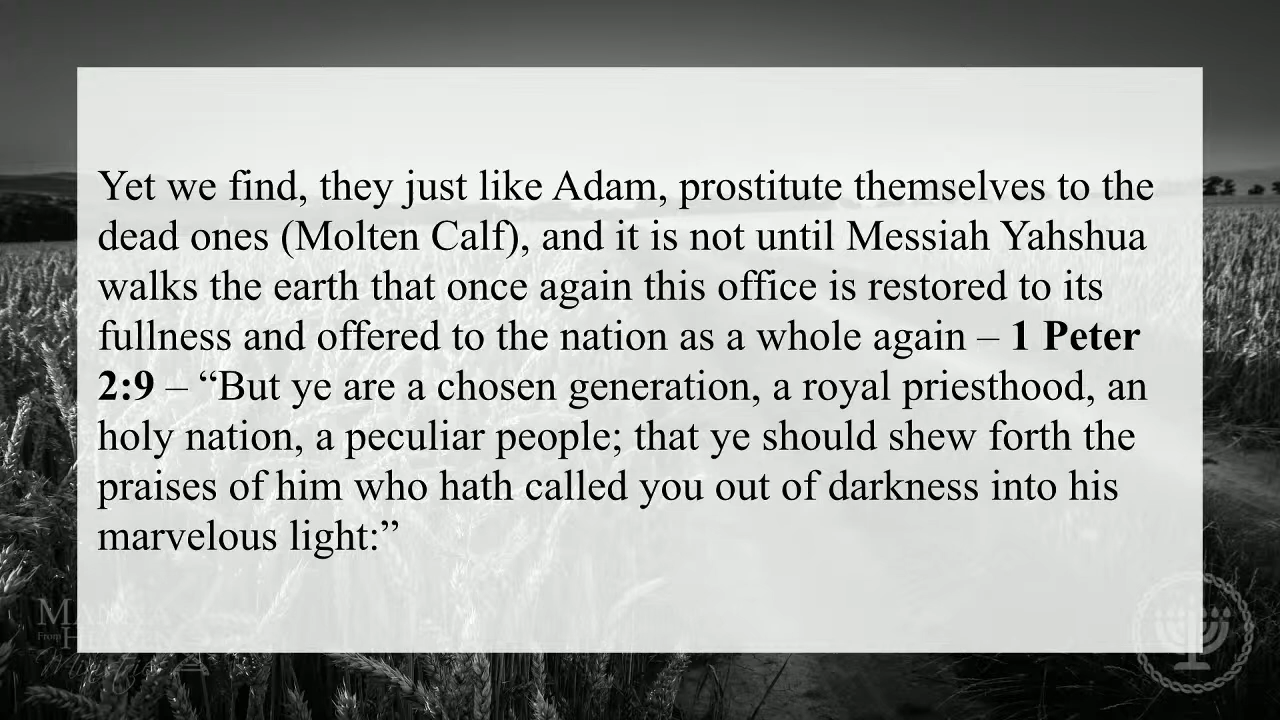 Yet we find, they just like Adam, prostitute themselves to the
dead ones (Molten Calf), and it is not until Messiah Yahshua
walks the earth that once again this office is restored to its
fullness and offered to the nation as a whole again – 1 Peter
2:9 – “But ye are a chosen generation, a royal priesthood, an
holy nation, a peculiar people; that ye should shew forth the
praises of him who hath called you out of darkness into his
marvelous light:”
Manna
From Heaven
Ministries